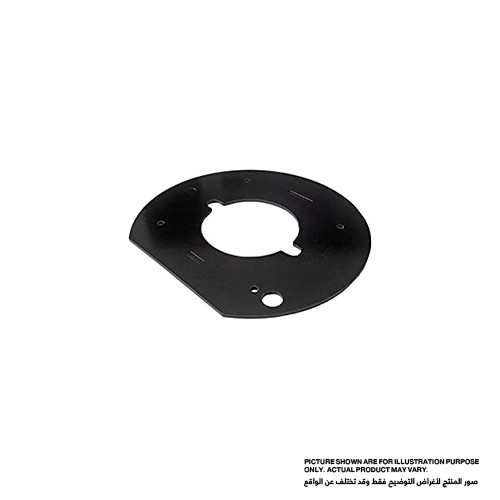 PICTURE SHOWN ARE FOR ILLUSTRATION PURPOSE
ONLY. ACTUAL PRODUCT MAY VARY.
صور المنتج لأغراض التوضيح فقط وقد تختلف عن الواقع